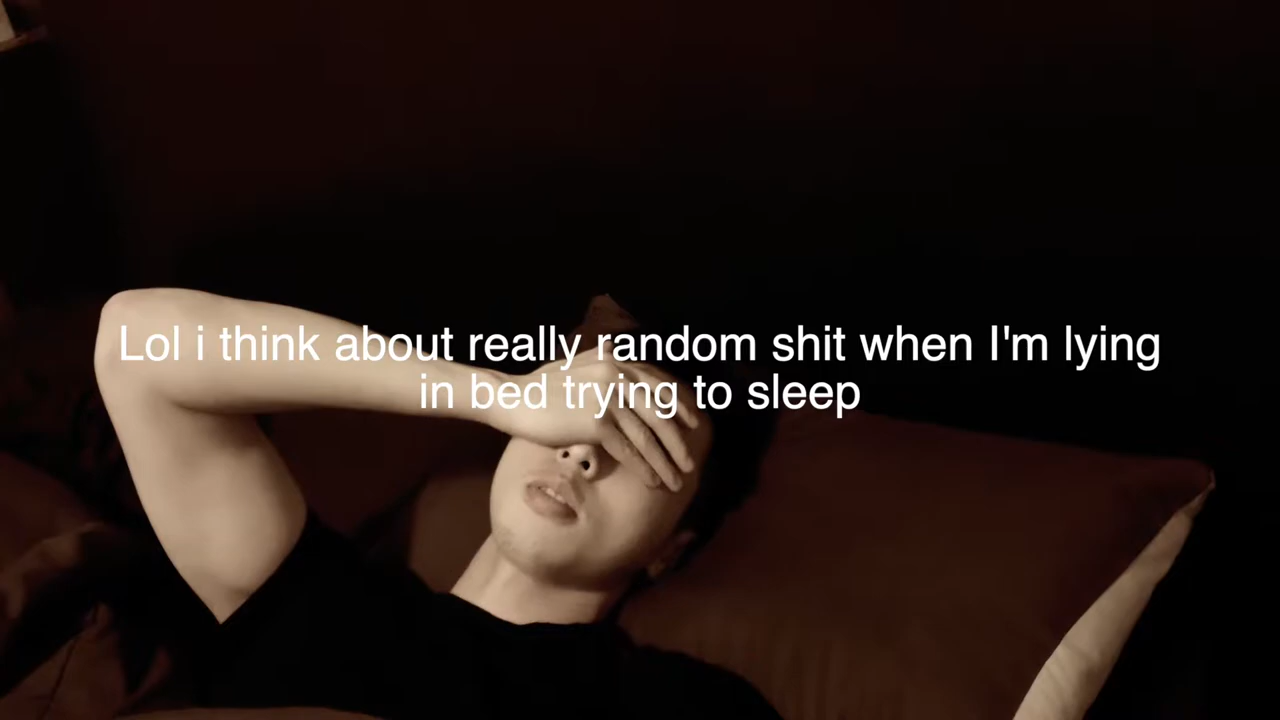 Lol i think about really random shit when I'm lying
in bed trying to sleep